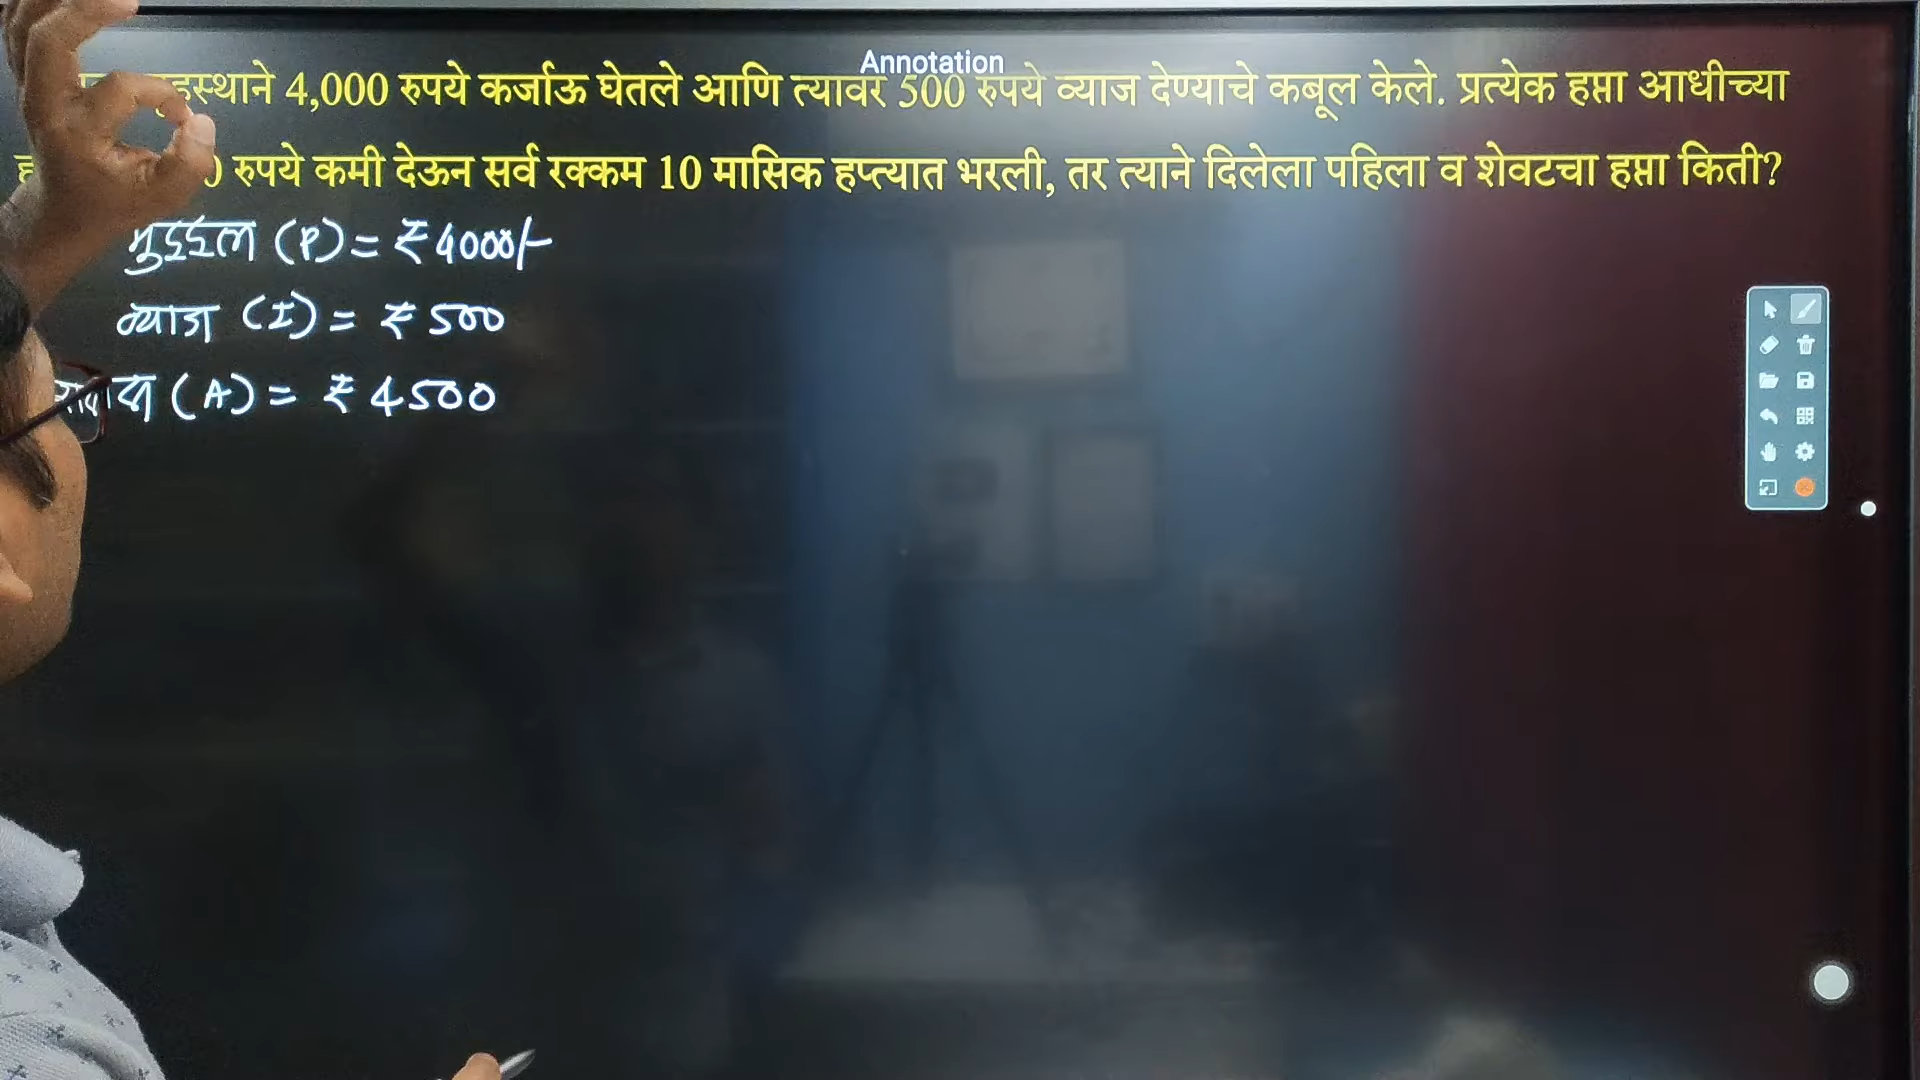 Annotation
4,000 रुपये कर्जाऊ घेतले आणि त्यावर 500 रुपये व्याज देण्याचे कबूल केले. प्रत्येक हप्ता आधीच्या
रुपये कमी देऊन सर्व रक्कम 10 मासिक हप्त्यात भरली, तर त्याने दिलेला पहिला व शेवटचा हप्ता किती?
मुद्दल (P) = ₹ 4000/-
व्याज (I) = ₹ 500
(A) = ₹ 4500